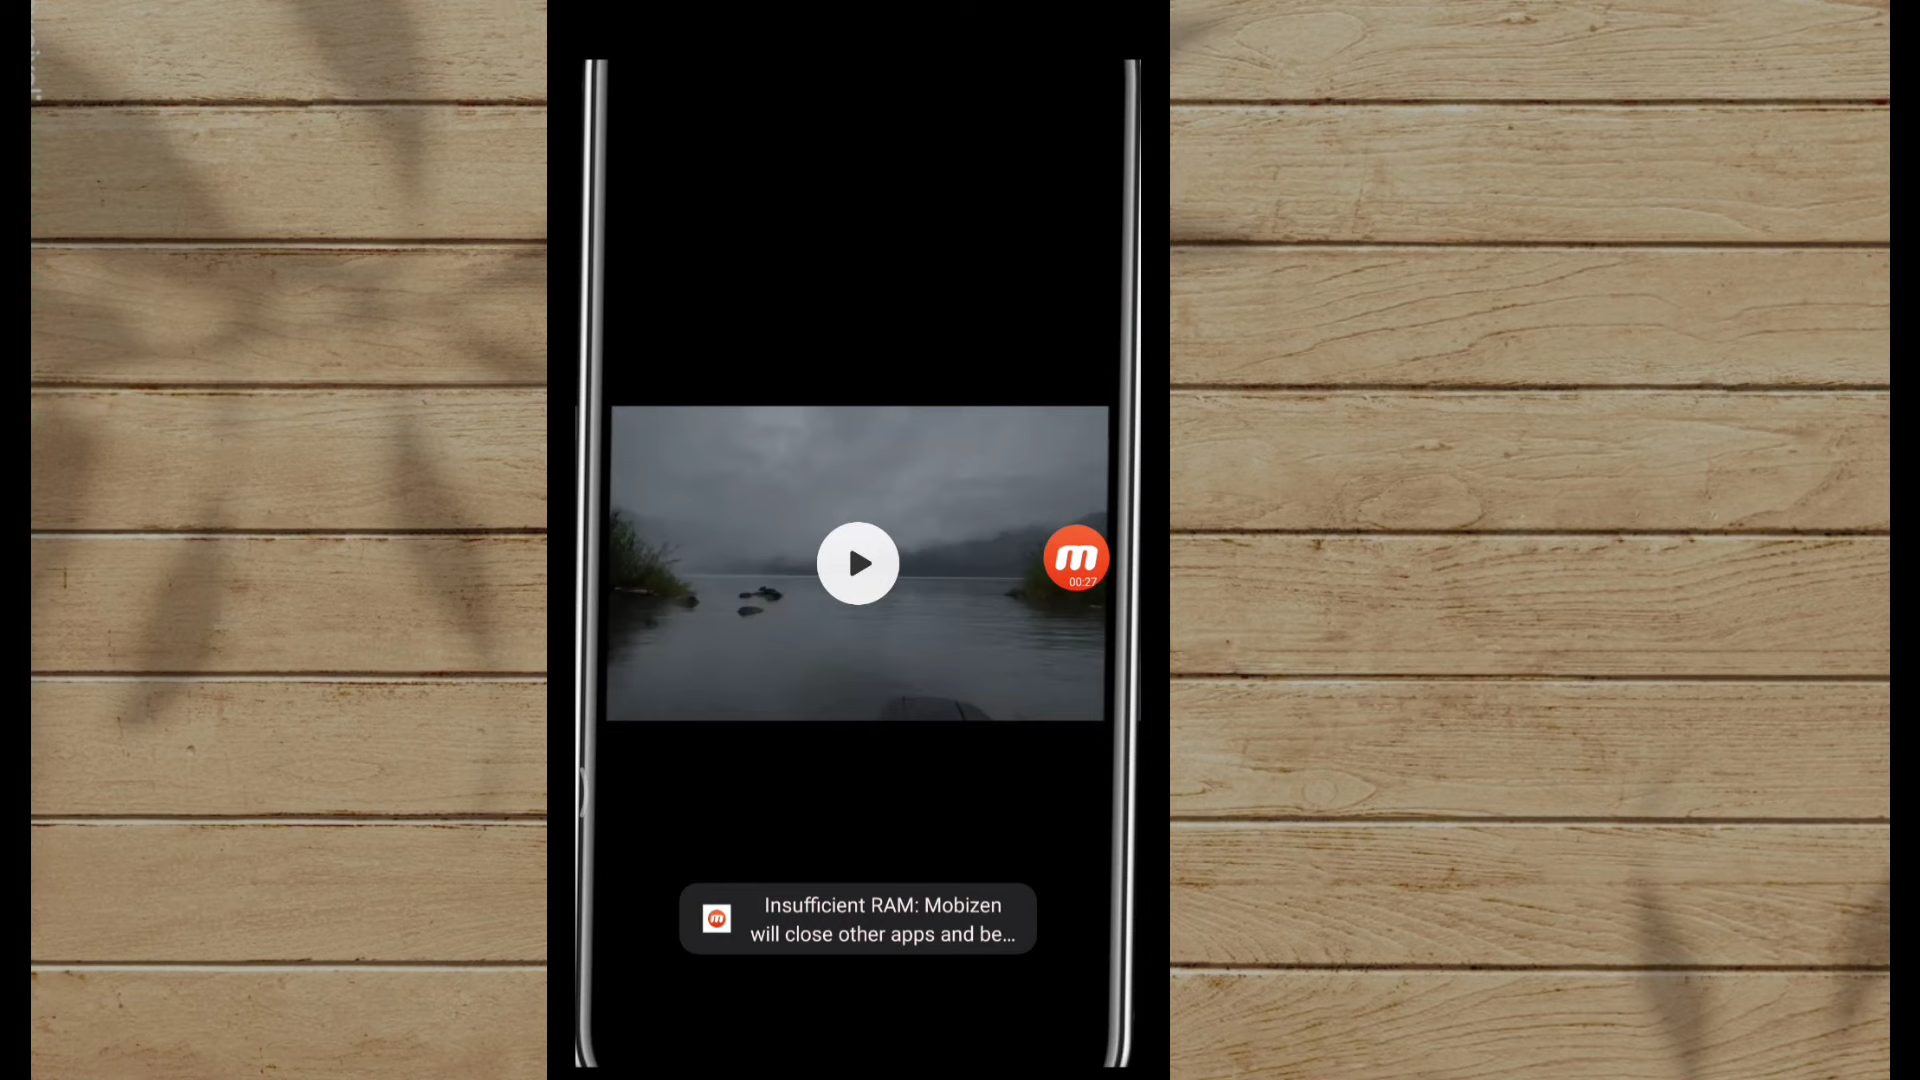 00:27
Insufficient RAM: Mobizen
will close other apps and be...